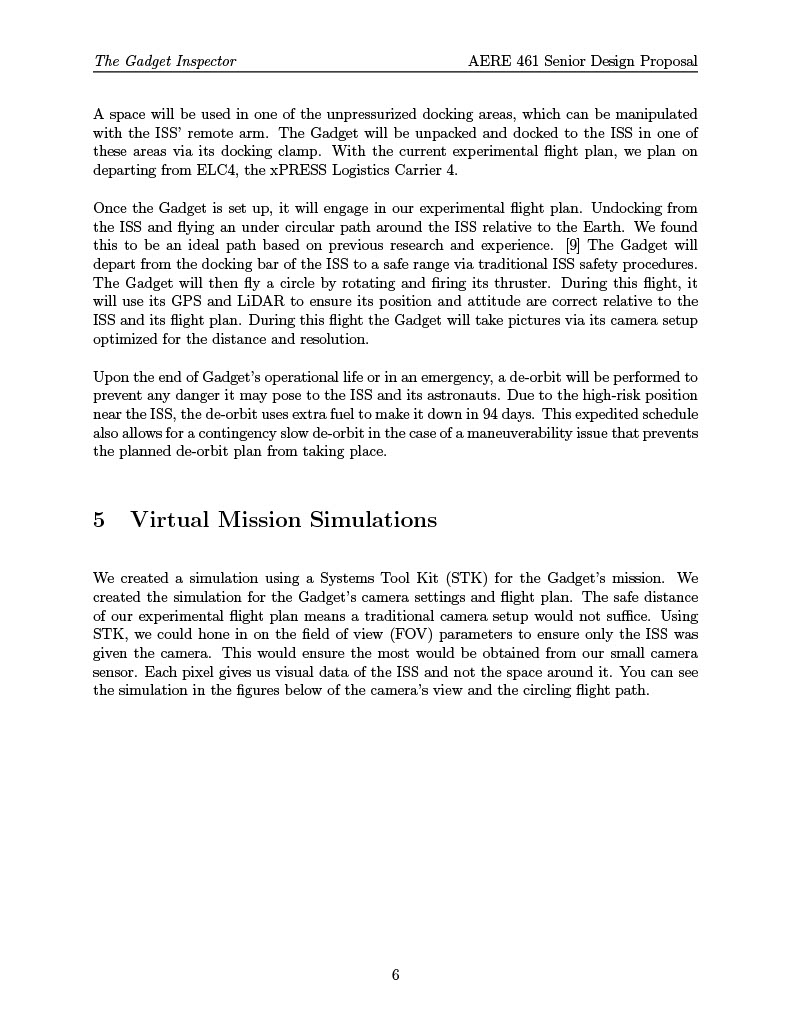 The Gadget Inspector AERE 461 Senior Design Proposal
A space will be used in one of the unpressurized docking areas, which can be manipulated
with the ISS' remote arm. The Gadget will be unpacked and docked to the ISS in one of
these areas via its docking clamp. With the current experimental flight plan, we plan on
departing from ELC4, the xPRESS Logistics Carrier 4.
Once the Gadget is set up, it will engage in our experimental flight plan. Undocking from
the ISS and flying an under circular path around the ISS relative to the Earth. We found
this to be an ideal path based on previous research and experience. [9] The Gadget will
depart from the docking bar of the ISS to a safe range via traditional ISS safety procedures.
The Gadget will then fly a circle by rotating and firing its thruster. During this flight, it
will use its GPS and LiDAR to ensure its position and attitude are correct relative to the
ISS and its flight plan. During this flight the Gadget will take pictures via its camera setup
optimized for the distance and resolution.
Upon the end of Gadget's operational life or in an emergency, a de-orbit will be performed to
prevent any danger it may pose to the ISS and its astronauts. Due to the high-risk position
near the ISS, the de-orbit uses extra fuel to make it down in 94 days. This expedited schedule
also allows for a contingency slow de-orbit in the case of a maneuverability issue that prevents
the planned de-orbit plan from taking place.
5 Virtual Mission Simulations
We created a simulation using a Systems Tool Kit (STK) for the Gadget's mission. We
created the simulation for the Gadget's camera settings and flight plan. The safe distance
of our experimental flight plan means a traditional camera setup would not suffice. Using
STK, we could hone in on the field of view (FOV) parameters to ensure only the ISS was
given the camera. This would ensure the most would be obtained from our small camera
sensor. Each pixel gives us visual data of the ISS and not the space around it. You can see
the simulation in the figures below of the camera's view and the circling flight path.
6